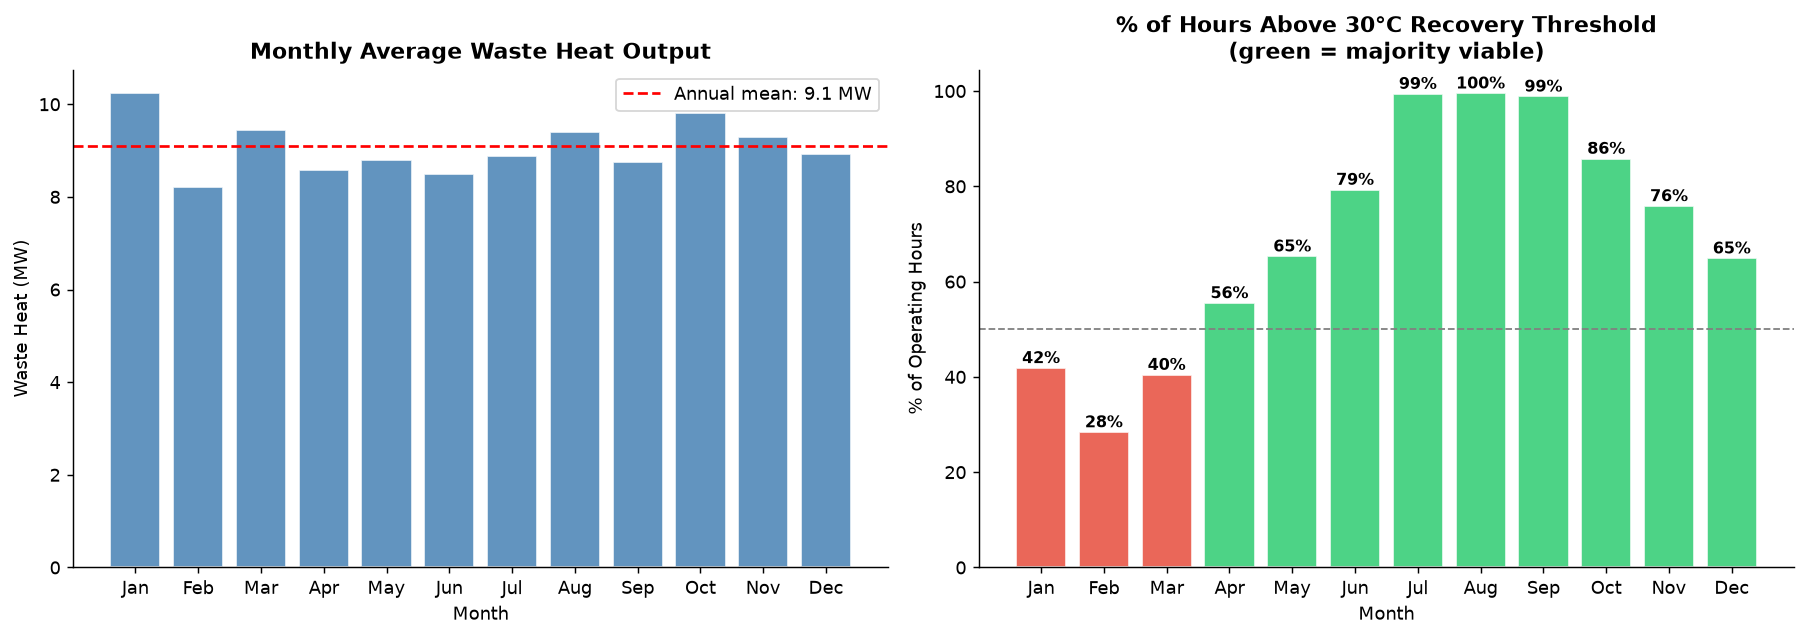 Monthly Average Waste Heat Output
Annual mean: 9.1 MW
Waste Heat (MW)
10
8
6
4
2
0
Jan Feb Mar Apr May Jun Jul Aug Sep Oct Nov Dec
Month
% of Hours Above 30°C Recovery Threshold
(green = majority viable)
% of Operating Hours
100
80
60
40
20
0
42% 28% 40% 56% 65% 79% 99% 100% 99% 86% 76% 65%
Jan Feb Mar Apr May Jun Jul Aug Sep Oct Nov Dec
Month